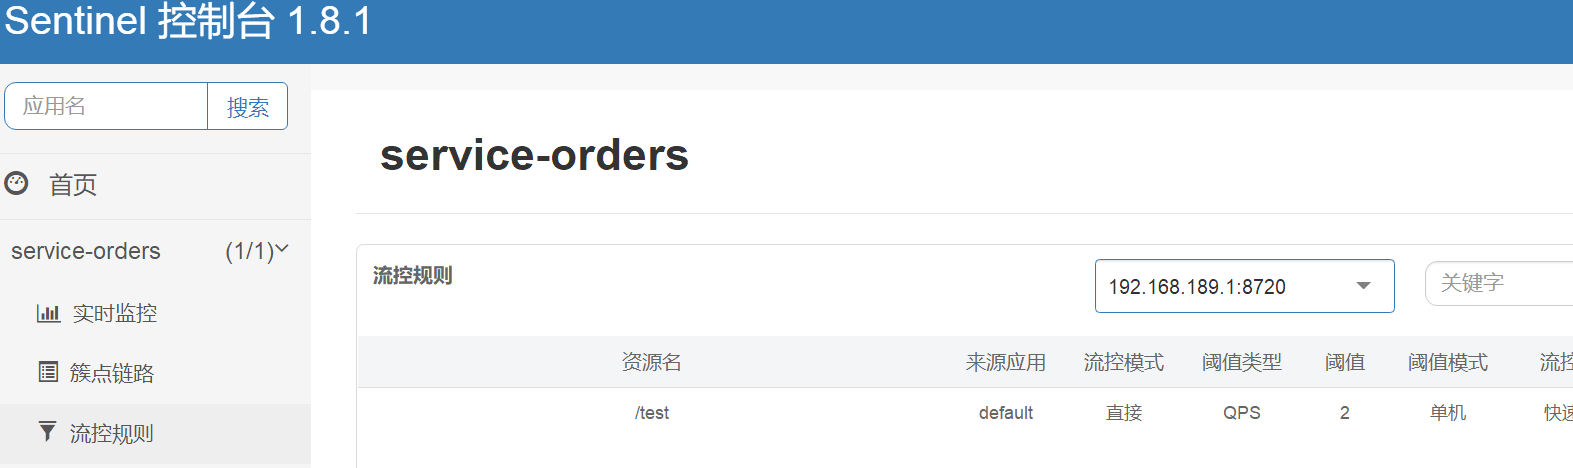 Sentinel 控制台 1.8.1
应用名 搜索
首页
service-orders (1/1)
实时监控
簇点链路
流控规则
service-orders
流控规则 192.168.189.1:8720 关键字
资源名 来源应用 流控模式 阈值类型 阈值 阈值模式 流控
/test default 直接 QPS 2 单机 快速